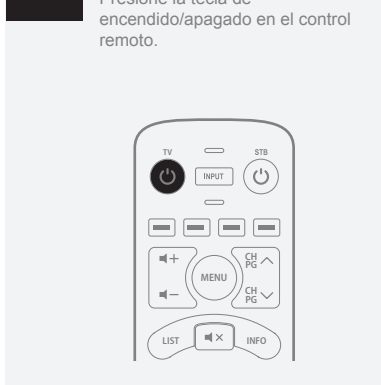 Presione la tecla de
encendido/apagado en el control
remoto.
TV STB
INPUT
CH
PG
MENU
CH
PG
LIST INFO